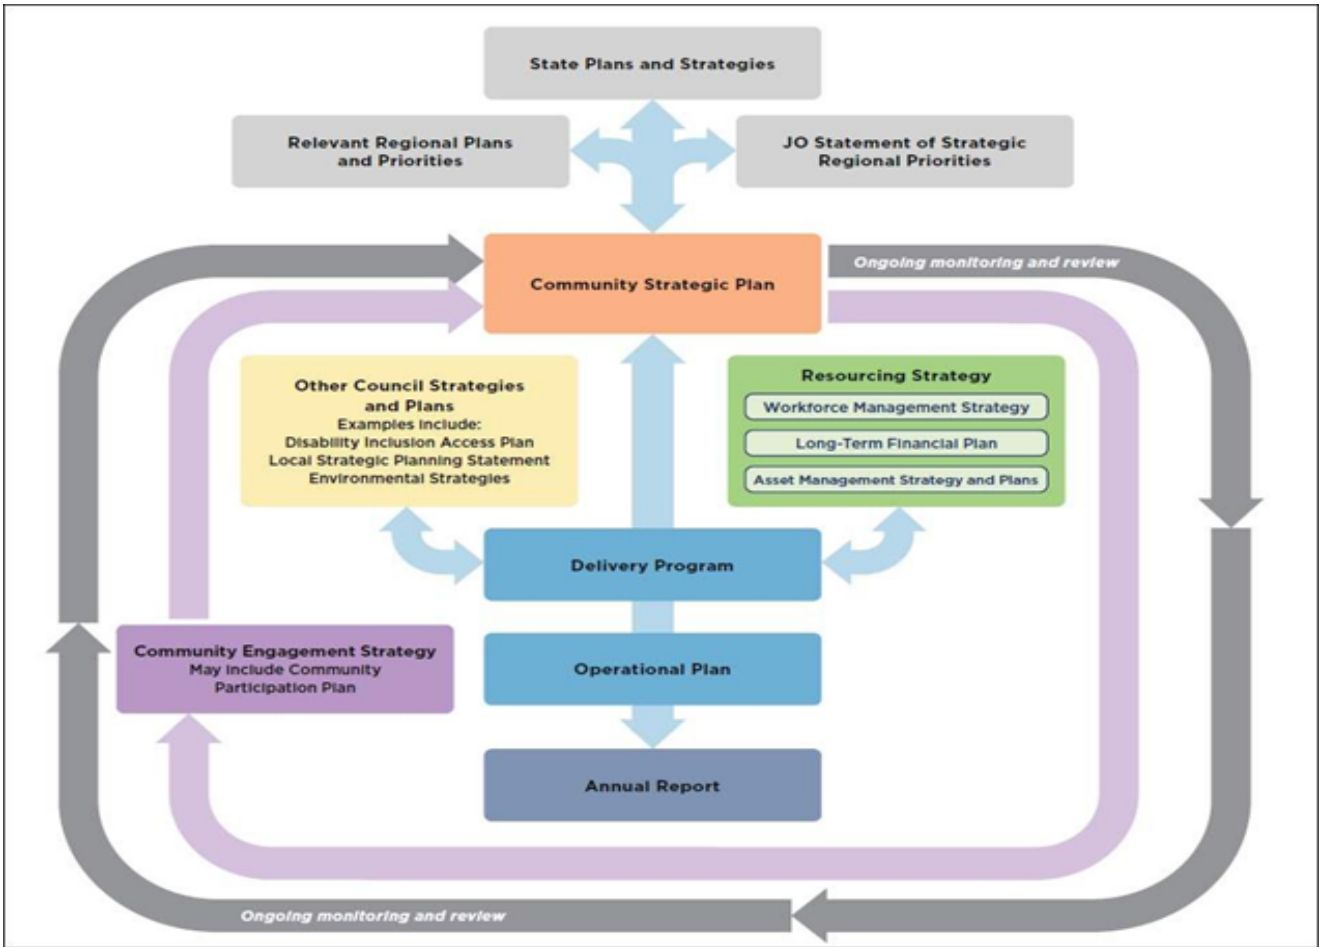 State Plans and Strategies
Relevant Regional Plans
and Priorities
JO Statement of Strategic
Regional Priorities
Community Strategic Plan
Ongoing monitoring and review
Other Council Strategies
and Plans
Examples include:
Disability Inclusion Access Plan
Local Strategic Planning Statement
Environmental Strategies
Resourcing Strategy
Workforce Management Strategy
Long-Term Financial Plan
Asset Management Strategy and Plans
Delivery Program
Community Engagement Strategy
May include Community
Participation Plan
Operational Plan
Annual Report
Ongoing monitoring and review